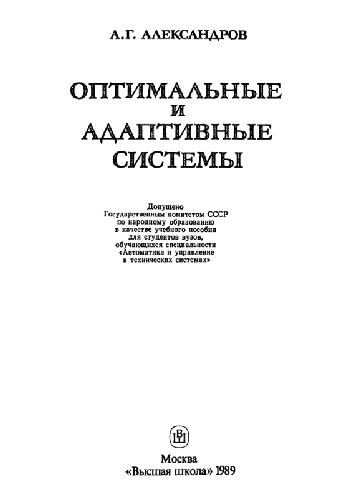 А.Г. АЛЕКСАНДРОВ
ОПТИМАЛЬНЫЕ
И
АДАПТИВНЫЕ
СИСТЕМЫ
Допущено
Государственным комитетом СССР
по народному образованию
в качестве учебного пособия
для студентов вузов,
обучающихся специальности
«Автоматика и управление
в технических системах»
Москва
«Высшая школа» 1989